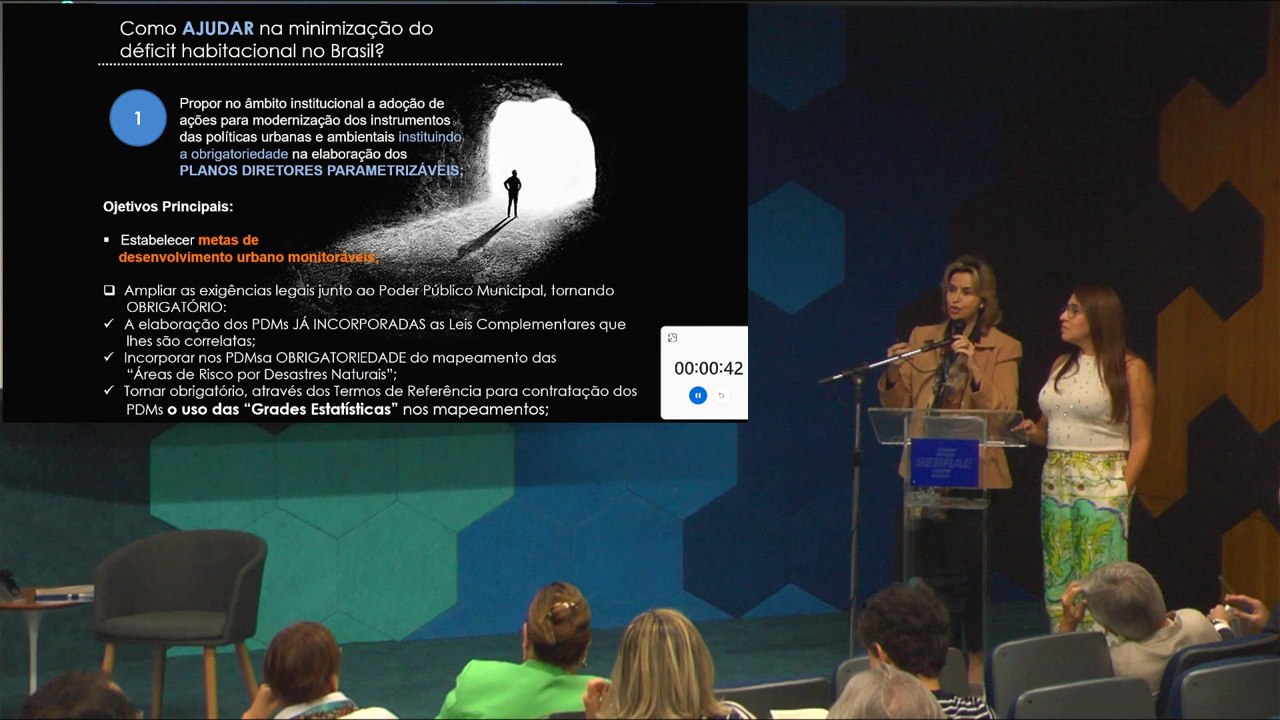 Como AJUDAR na minimização do
déficit habitacional no Brasil?
1
Propor no âmbito institucional a adoção de
ações para modernização dos instrumentos
das políticas urbanas e ambientais instituindo
a obrigatoriedade na elaboração dos
PLANOS DIRETORES PARAMETRIZÁVEIS;
Ojetivos Principais:
▪ Estabelecer metas de
desenvolvimento urbano monitoráveis;
❑ Ampliar as exigências legais junto ao Poder Público Municipal, tornando
OBRIGATÓRIO:
✓ A elaboração dos PDMs JÁ INCORPORADAS as Leis Complementares que
lhes são correlatas;
✓ Incorporar nos PDMsa OBRIGATORIEDADE do mapeamento das
“Áreas de Risco por Desastres Naturais”;
✓ Tornar obrigatório, através dos Termos de Referência para contratação dos
PDMs o uso das “Grades Estatísticas” nos mapeamentos;
00:00:42
SEBRAE